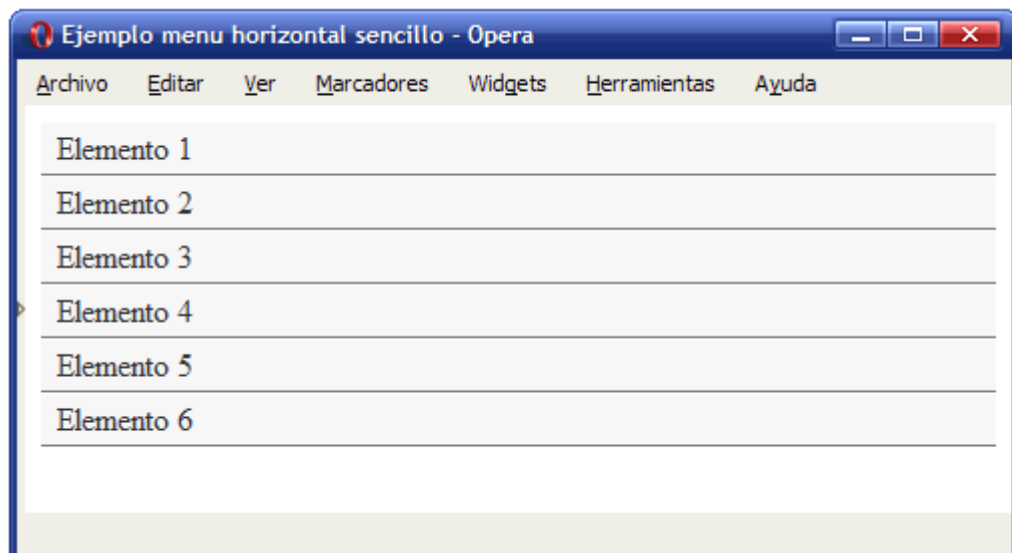 Ejemplo menu horizontal sencillo - Opera
Archivo Editar Ver Marcadores Widgets Herramientas Ayuda
Elemento 1
Elemento 2
Elemento 3
Elemento 4
Elemento 5
Elemento 6